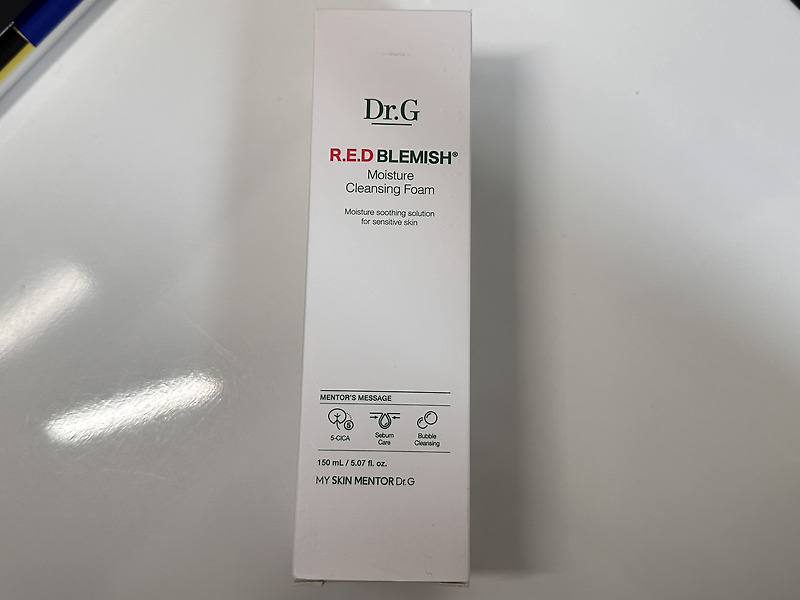 Dr.G
R.E.D BLEMISH®
Moisture
Cleansing Foam
Moisture soothing solution
for sensitive skin
MENTOR'S MESSAGE
5
5-CICA
Sebum
Care
Bubble
Cleansing
150 mL / 5.07 fl. oz.
MY SKIN MENTOR Dr.G